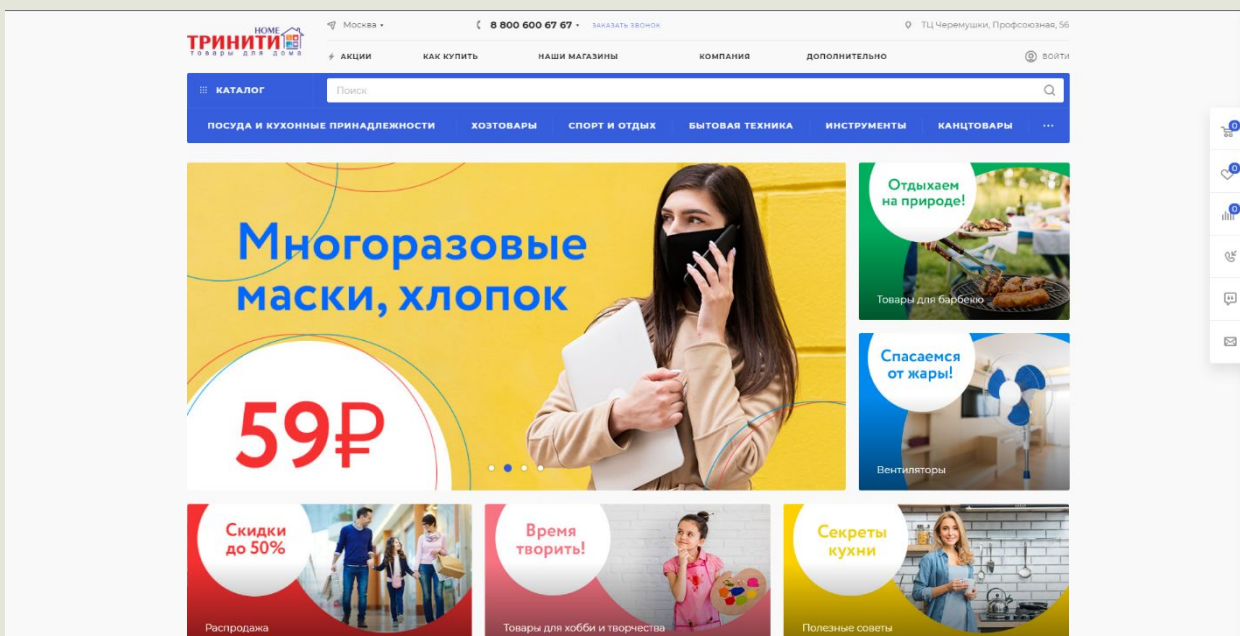 HOME
ТРИНИТИ
товары для дома
Москва
8 800 600 67 67
ЗАКАЗАТЬ ЗВОНОК
ТЦ Черемушки, Профсоюзная, 56
АКЦИИ
КАК КУПИТЬ
НАШИ МАГАЗИНЫ
КОМПАНИЯ
ДОПОЛНИТЕЛЬНО
ВОЙТИ
КАТАЛОГ
Поиск
ПОСУДА И КУХОННЫЕ ПРИНАДЛЕЖНОСТИ
ХОЗТОВАРЫ
СПОРТ И ОТДЫХ
БЫТОВАЯ ТЕХНИКА
ИНСТРУМЕНТЫ
КАНЦТОВАРЫ
...
0
0
0
Многоразовые
маски, хлопок
59₽
Отдыхаем
на природе!
Товары для барбекю
Спасаемся
от жары!
Вентиляторы
Скидки
до 50%
Распродажа
Время
творить!
Товары для хобби и творчества
Секреты
кухни
Полезные советы